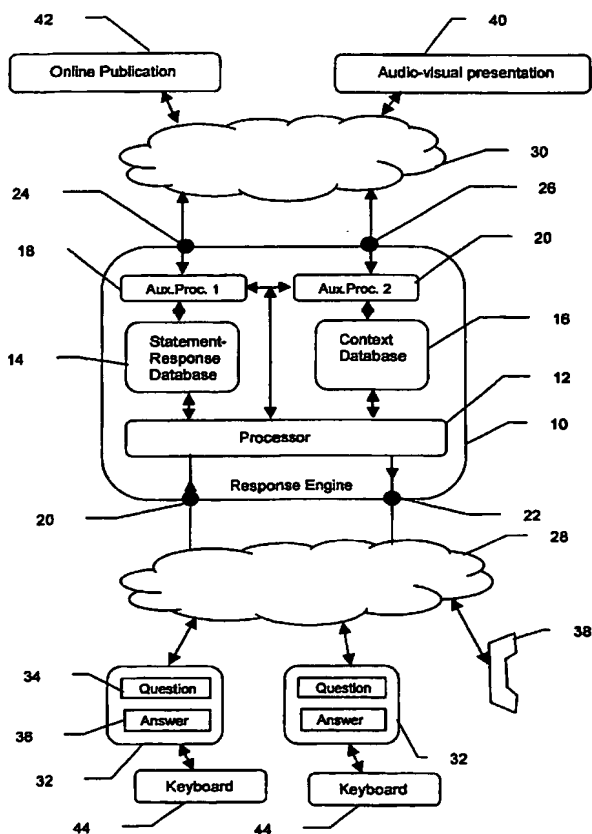 42
40
Online Publication
Audio-visual presentation
30
24
26
18
20
Aux.Proc. 1
Aux.Proc. 2
Statement-
Response
Database
Context
Database
16
14
12
Processor
10
Response Engine
20
22
28
38
34
Question
Question
36
Answer
Answer
32
32
Keyboard
Keyboard
44
44